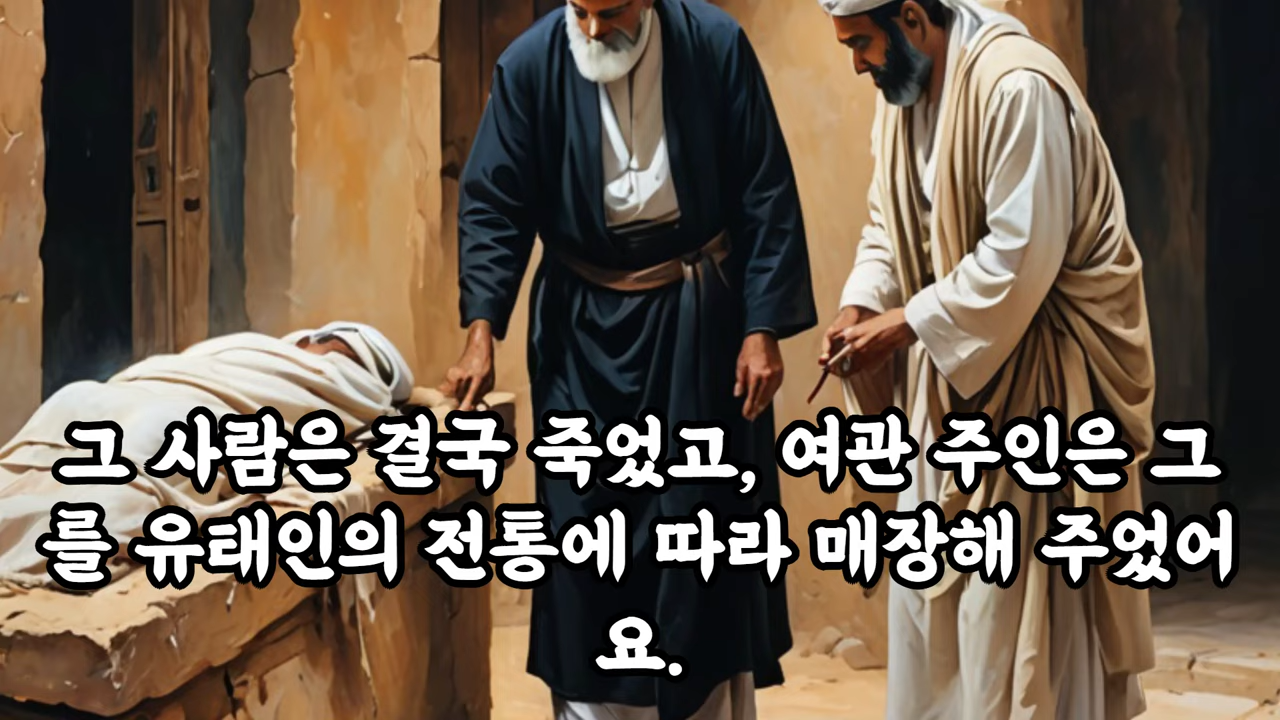 그 사람은 결국 죽었고, 여관 주인은 그
를 유태인의 전통에 따라 매장해 주었어
요.